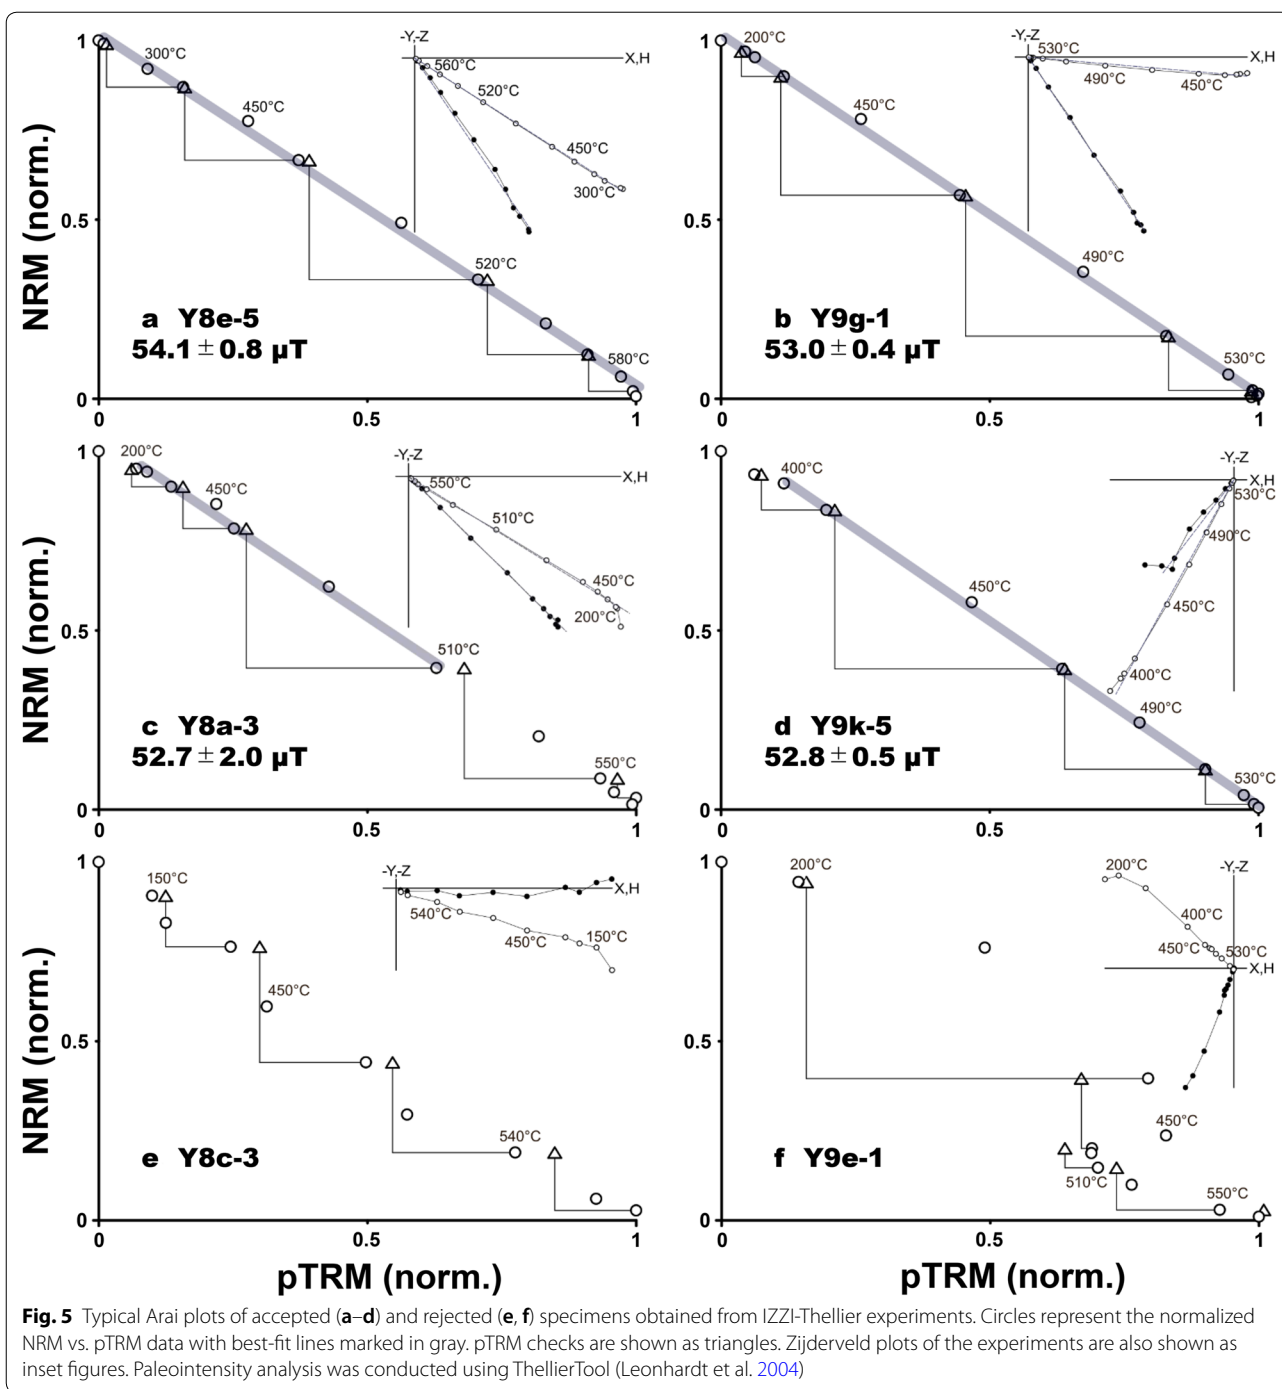 NRM (norm.)
1
0.5
0
0
0.5
1
300°C
450°C
520°C
580°C
-Y,-Z
X,H
560°C
520°C
450°C
300°C
a Y8e-5
54.1 ± 0.8 μT
1
0.5
0
0
0.5
1
200°C
450°C
490°C
530°C
-Y,-Z
X,H
530°C
490°C
450°C
b Y9g-1
53.0 ± 0.4 μT
NRM (norm.)
1
0.5
0
0
0.5
1
200°C
450°C
510°C
550°C
-Y,-Z
X,H
550°C
510°C
450°C
200°C
c Y8a-3
52.7 ± 2.0 μT
1
0.5
0
0
0.5
1
400°C
450°C
490°C
530°C
-Y,-Z
X,H
530°C
490°C
450°C
400°C
d Y9k-5
52.8 ± 0.5 μT
NRM (norm.)
1
0.5
0
0
0.5
1
150°C
450°C
540°C
-Y,-Z
X,H
540°C
450°C
150°C
e Y8c-3
pTRM (norm.)
1
0.5
0
0
0.5
1
200°C
450°C
510°C
550°C
-Y,-Z
X,H
200°C
400°C
450°C
530°C
f Y9e-1
pTRM (norm.)
Fig. 5 Typical Arai plots of accepted (a–d) and rejected (e, f) specimens obtained from IZZI-Thellier experiments. Circles represent the normalized
NRM vs. pTRM data with best-fit lines marked in gray. pTRM checks are shown as triangles. Zijderveld plots of the experiments are also shown as
inset figures. Paleointensity analysis was conducted using ThellierTool (Leonhardt et al. 2004)